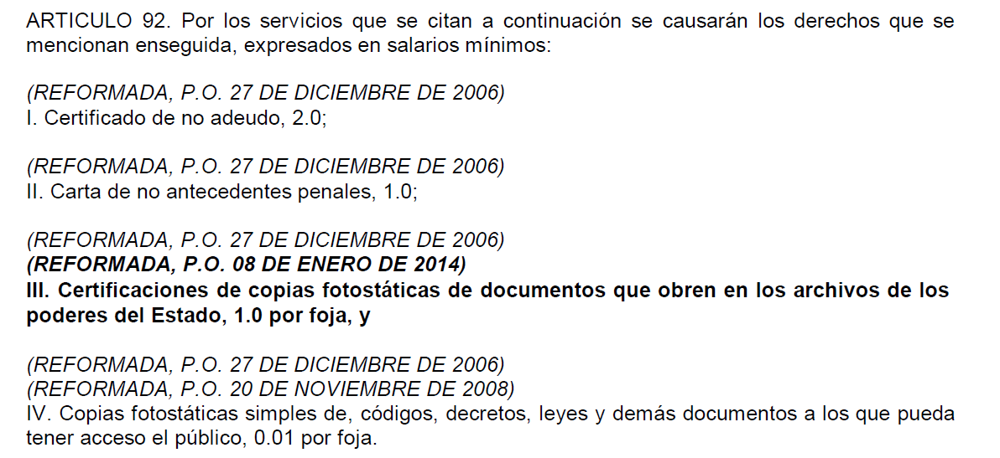 ARTICULO 92. Por los servicios que se citan a continuación se causarán los derechos que se
mencionan enseguida, expresados en salarios mínimos:
(REFORMADA, P.O. 27 DE DICIEMBRE DE 2006)
I. Certificado de no adeudo, 2.0;
(REFORMADA, P.O. 27 DE DICIEMBRE DE 2006)
II. Carta de no antecedentes penales, 1.0;
(REFORMADA, P.O. 27 DE DICIEMBRE DE 2006)
(REFORMADA, P.O. 08 DE ENERO DE 2014)
III. Certificaciones de copias fotostáticas de documentos que obren en los archivos de los
poderes del Estado, 1.0 por foja, y
(REFORMADA, P.O. 27 DE DICIEMBRE DE 2006)
(REFORMADA, P.O. 20 DE NOVIEMBRE DE 2008)
IV. Copias fotostáticas simples de, códigos, decretos, leyes y demás documentos a los que pueda
tener acceso el público, 0.01 por foja.